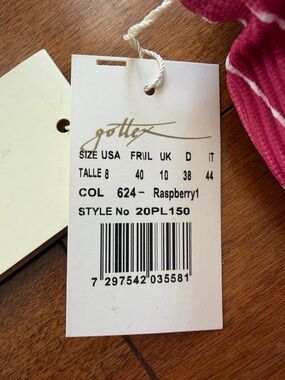 gottex
SIZE USA FR\IL UK D IT
TALLE 8 40 10 38 44
COL 624- Raspberry1
STYLE No 20PL150
7 297542 035581